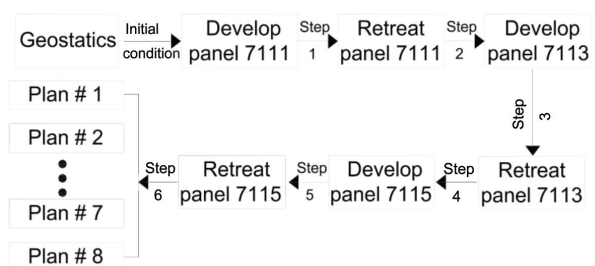 Geostatics
Initial
condition
Develop
panel 7111
Step
1
Retreat
panel 7111
Step
2
Develop
panel 7113
Step
3
Retreat
panel 7113
Step
4
Develop
panel 7115
Step
5
Retreat
panel 7115
Step
6
Plan # 1
Plan # 2
Plan # 7
Plan # 8